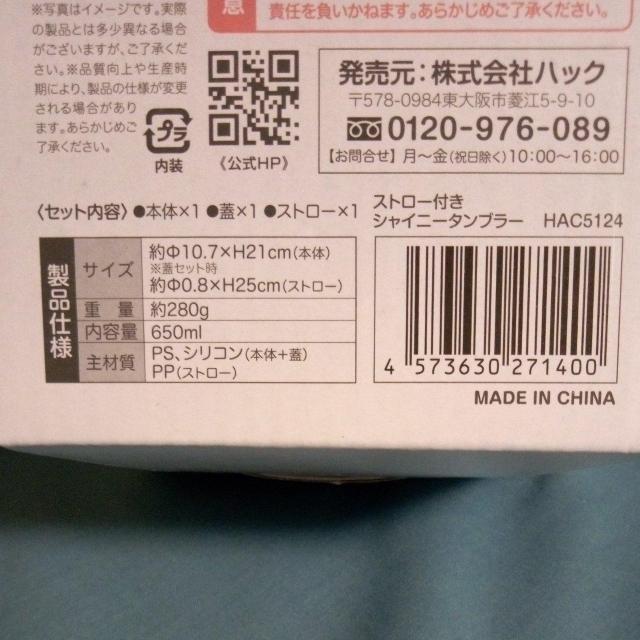 ※写真はイメージです。実際
の製品とは多少異なる場合
がございますが、ご了承くだ
さい。※品質向上や生産時
期により、製品の仕様が変更
される場合があり
ます。あらかじめご
了承ください。
プラ
内装
《公式HP》
意
責任を負いかねます。あらかじめご了承ください。
発売元：株式会社ハック
〒578-0984東大阪市菱江5-9-10
0120-976-089
【お問合せ】月〜金(祝日除く)10:00〜16:00
〈セット内容〉●本体×1 ●蓋×1 ●ストロー×1
製品仕様
サイズ 約Φ10.7×H21cm(本体)
※蓋セット時
約Φ0.8×H25cm(ストロー)
重量 約280g
内容量 650ml
主材質 PS、シリコン(本体+蓋)
PP(ストロー)
ストロー付き
シャイニータンブラー HAC5124
4 573630 271400
MADE IN CHINA